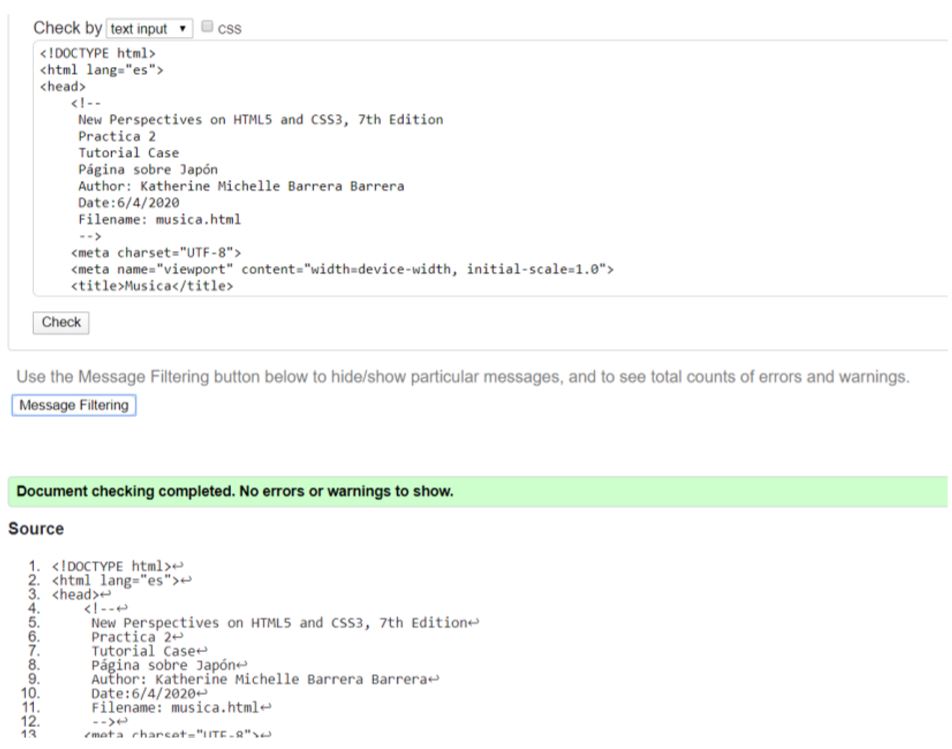 Check by text input ▼ css
<!DOCTYPE html>
<html lang="es">
<head>
<!--
New Perspectives on HTML5 and CSS3, 7th Edition
Practica 2
Tutorial Case
Página sobre Japón
Author: Katherine Michelle Barrera Barrera
Date:6/4/2020
Filename: musica.html
-->
<meta charset="UTF-8">
<meta name="viewport" content="width=device-width, initial-scale=1.0">
<title>Musica</title>
Check
Use the Message Filtering button below to hide/show particular messages, and to see total counts of errors and warnings.
Message Filtering
Document checking completed. No errors or warnings to show.
Source
1. <!DOCTYPE html>↩
2. <html lang="es">↩
3. <head>↩
4. <!--↩
5. New Perspectives on HTML5 and CSS3, 7th Edition↩
6. Practica 2↩
7. Tutorial Case↩
8. Página sobre Japón↩
9. Author: Katherine Michelle Barrera Barrera↩
10. Date:6/4/2020↩
11. Filename: musica.html↩
12. -->↩
13. <meta charset="UTF-8">↩